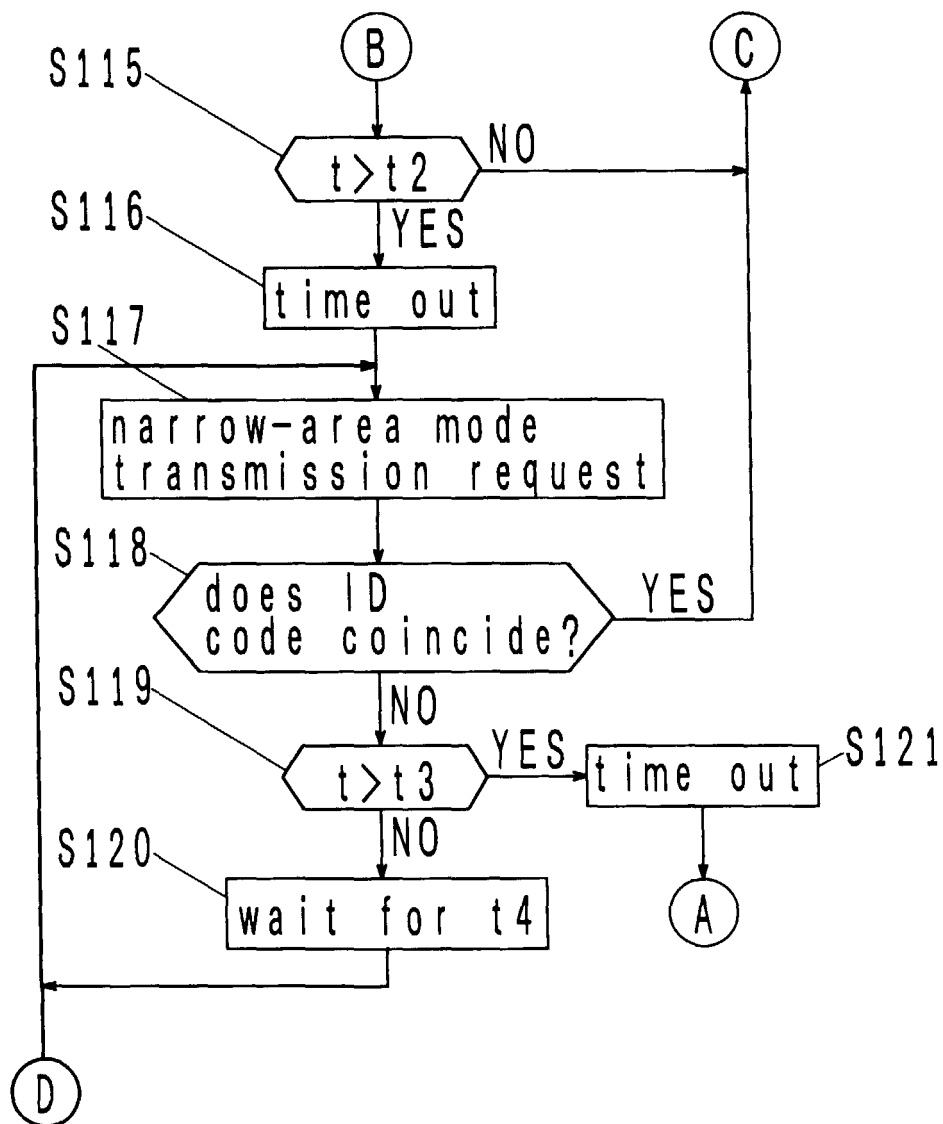 B
C
S115
t>t2
NO
S116
YES
time out
S117
narrow-area mode
transmission request
S118
does ID
code coincide?
YES
S119
NO
t>t3
YES
time out
S121
S120
NO
wait for t4
A
D